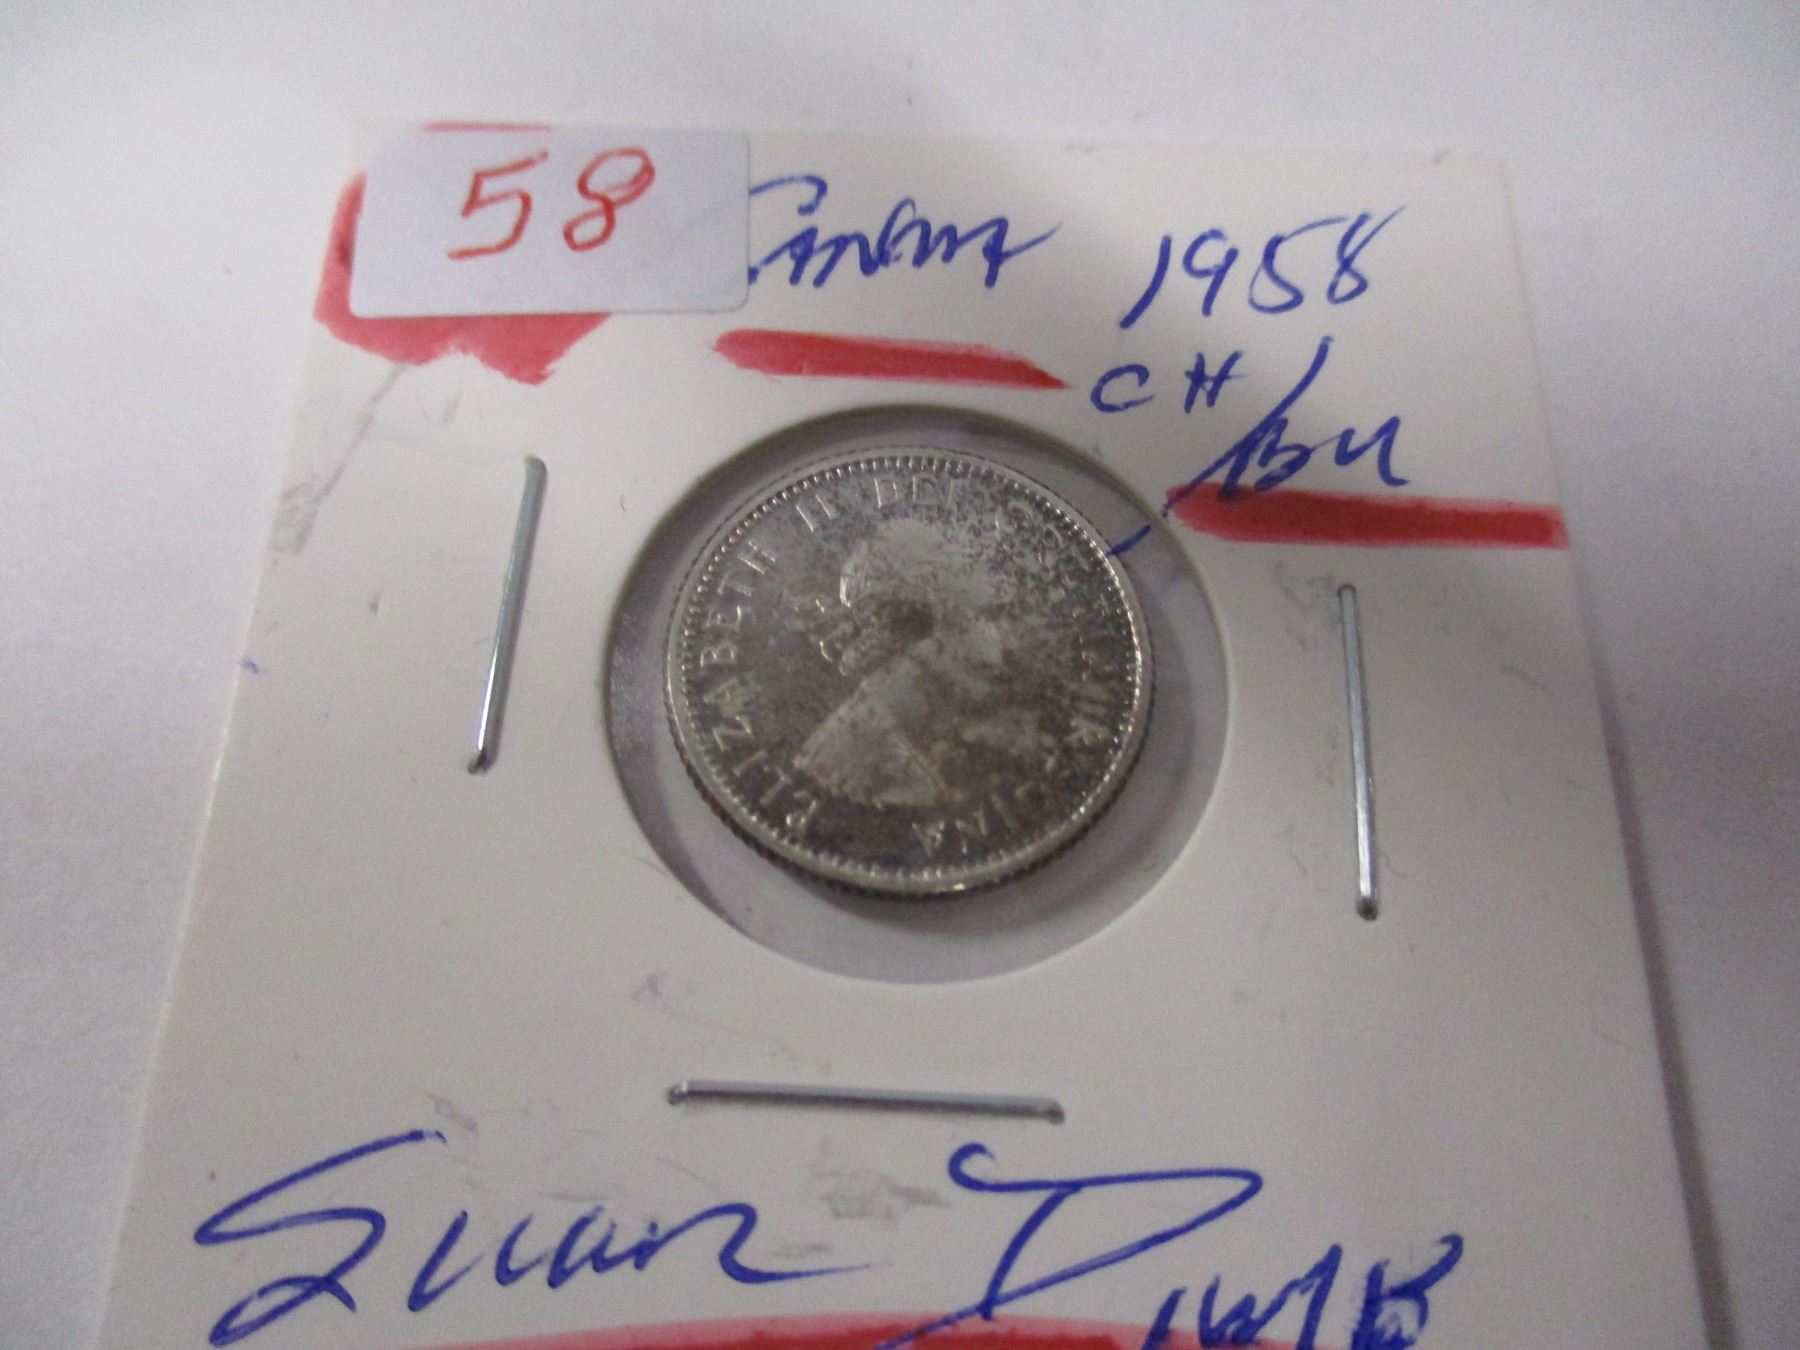 58 CANADA 1958
CH/BU
ELIZABETH II DEI GRATIA REGINA
Silver Dime